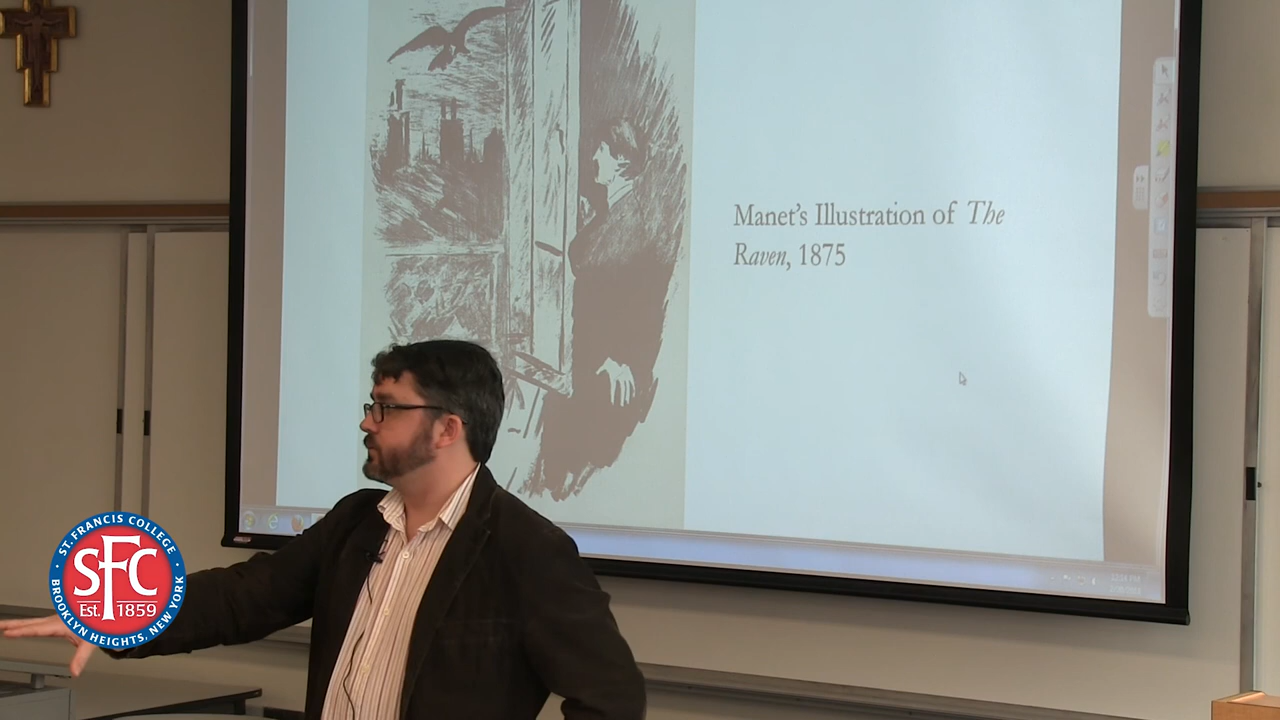 Manet's Illustration of The
Raven, 1875
ST. FRANCIS COLLEGE
SFC
Est. 1859
BROOKLYN HEIGHTS, NEW YORK